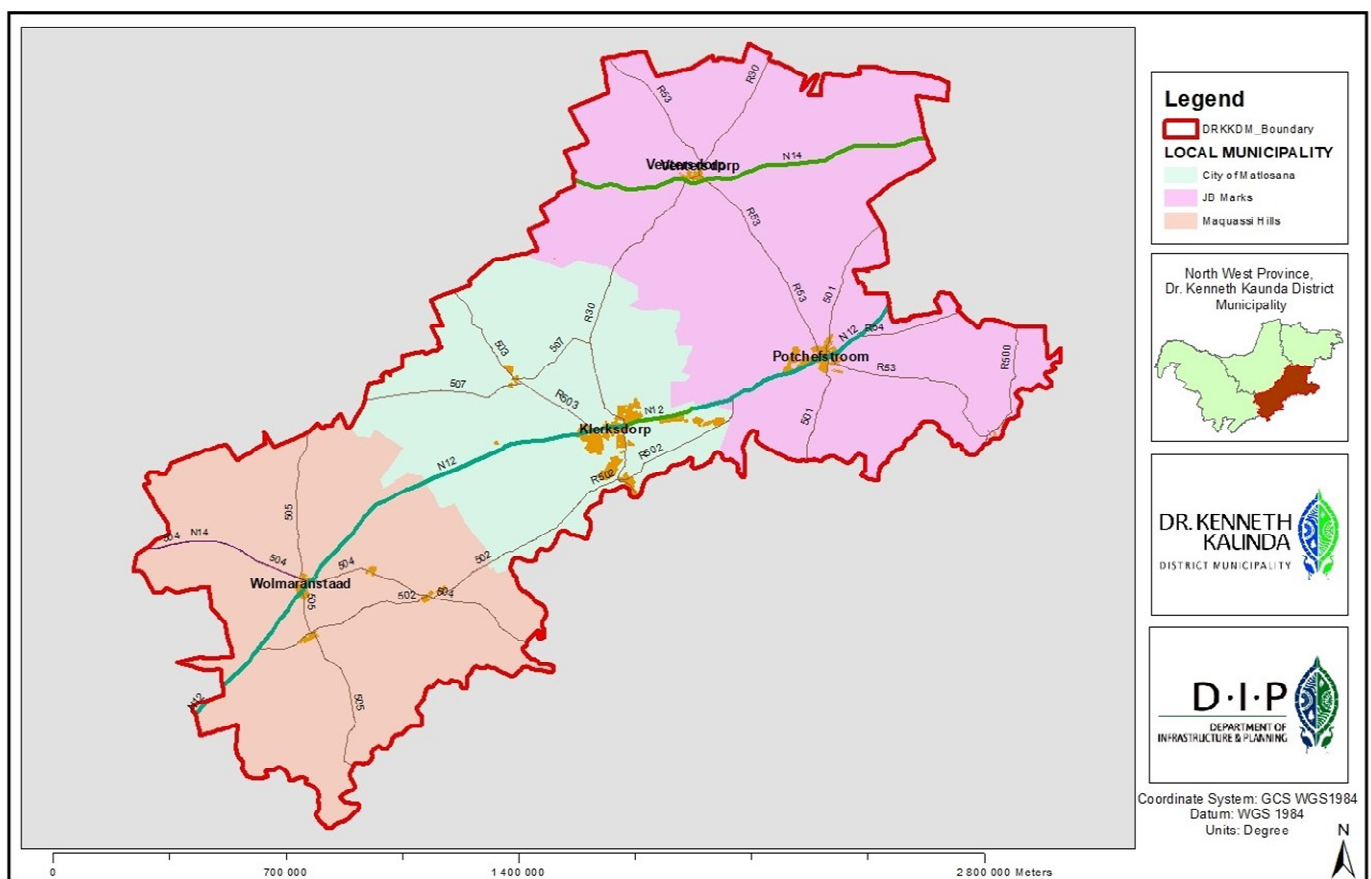 R53
R30
Ventersdorp
Ventersdorp
N14
R53
R53
501
R30
503
507
507
R503
N12
R54
Potchefstroom
R53
R500
501
N12
Klerksdorp
R502
R502
N12
505
504
N14
504
504
502
Wolmaranstaad
505
502
504
505
N12
Legend
DRKKDM_Boundary
LOCAL MUNICIPALITY
City of Matlosana
JB Marks
Maquassi Hills
North West Province,
Dr. Kenneth Kaunda District
Municipality
DR. KENNETH
KAUNDA
DISTRICT MUNICIPALITY
D·I·P
DEPARTMENT OF
INFRASTRUCTURE & PLANNING
Coordinate System: GCS WGS1984
Datum: WGS 1984
Units: Degree
N
0
700 000
1 400 000
2 800 000 Meters